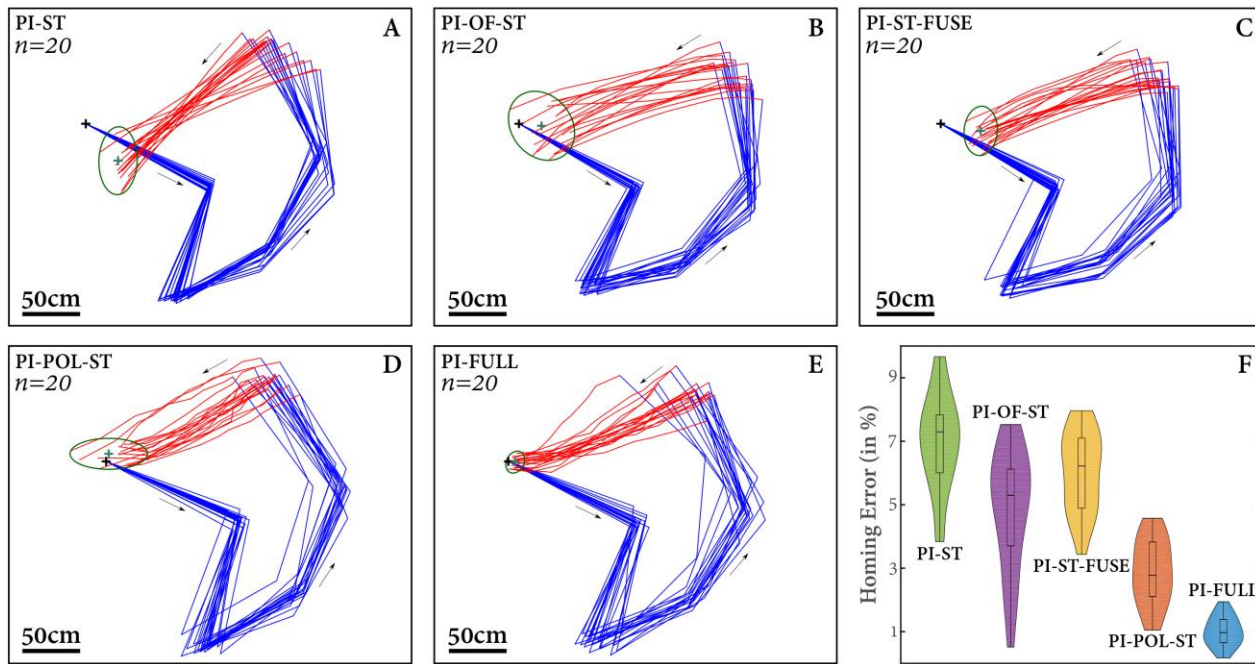 PI-ST
n=20
A
50cm
PI-OF-ST
n=20
B
50cm
PI-ST-FUSE
n=20
C
50cm
PI-POL-ST
n=20
D
50cm
PI-FULL
n=20
E
50cm
F
Homing Error (in %)
9
7
5
3
1
PI-ST
PI-OF-ST
PI-ST-FUSE
PI-POL-ST
PI-FULL